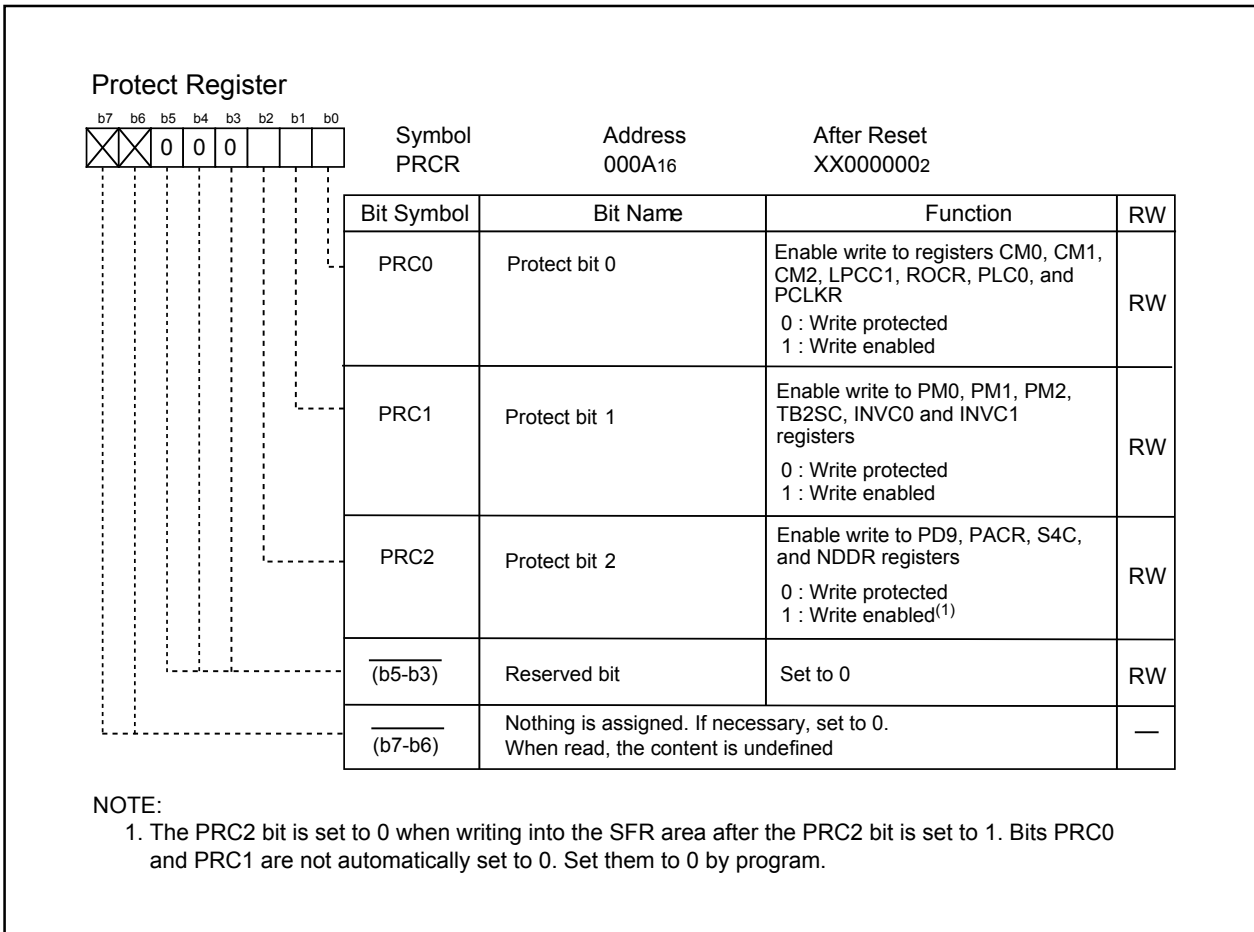 Protect Register
b7 b6 b5 b4 b3 b2 b1 b0
0 0 0
Symbol Address After Reset
PRCR 000A16 XX0000002
Bit Symbol Bit Name Function RW
PRC0 Protect bit 0 Enable write to registers CM0, CM1,
CM2, LPCC1, ROCR, PLC0, and
PCLKR
0 : Write protected
1 : Write enabled
RW
PRC1 Protect bit 1 Enable write to PM0, PM1, PM2,
TB2SC, INVC0 and INVC1
registers
0 : Write protected
1 : Write enabled
RW
PRC2 Protect bit 2 Enable write to PD9, PACR, S4C,
and NDDR registers
0 : Write protected
1 : Write enabled(1)
RW
(b5-b3) Reserved bit Set to 0 RW
(b7-b6) Nothing is assigned. If necessary, set to 0.
When read, the content is undefined
—
NOTE:
1. The PRC2 bit is set to 0 when writing into the SFR area after the PRC2 bit is set to 1. Bits PRC0
and PRC1 are not automatically set to 0. Set them to 0 by program.